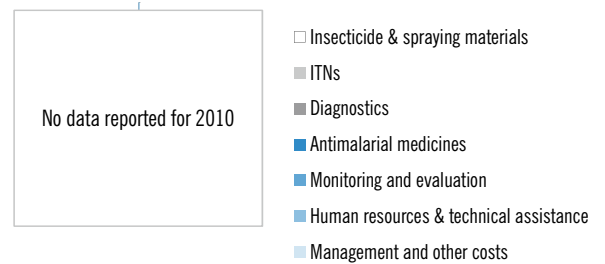 No data reported for 2010
Insecticide & spraying materials
ITNs
Diagnostics
Antimalarial medicines
Monitoring and evaluation
Human resources & technical assistance
Management and other costs